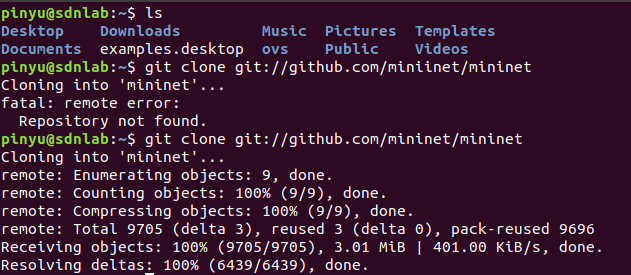 pinyu@sdnlab:~$ ls
Desktop    Downloads         Music  Pictures  Templates
Documents  examples.desktop  ovs    Public    Videos
pinyu@sdnlab:~$ git clone git://github.com/miniinet/mininet
Cloning into 'mininet'...
fatal: remote error:
  Repository not found.
pinyu@sdnlab:~$ git clone git://github.com/mininet/mininet
Cloning into 'mininet'...
remote: Enumerating objects: 9, done.
remote: Counting objects: 100% (9/9), done.
remote: Compressing objects: 100% (9/9), done.
remote: Total 9705 (delta 3), reused 3 (delta 0), pack-reused 9696
Receiving objects: 100% (9705/9705), 3.01 MiB | 401.00 KiB/s, done.
Resolving deltas: 100% (6439/6439), done.